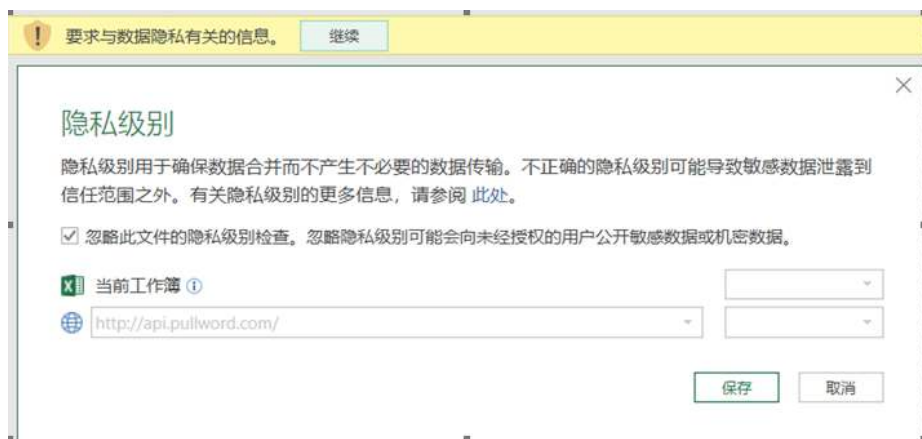 要求与数据隐私有关的信息。 继续
隐私级别
隐私级别用于确保数据合并而不产生不必要的数据传输。不正确的隐私级别可能导致敏感数据泄露到
信任范围之外。有关隐私级别的更多信息，请参阅 此处。
忽略此文件的隐私级别检查。忽略隐私级别可能会向未经授权的用户公开敏感数据或机密数据。
当前工作簿
http://api.pullword.com/
保存 取消